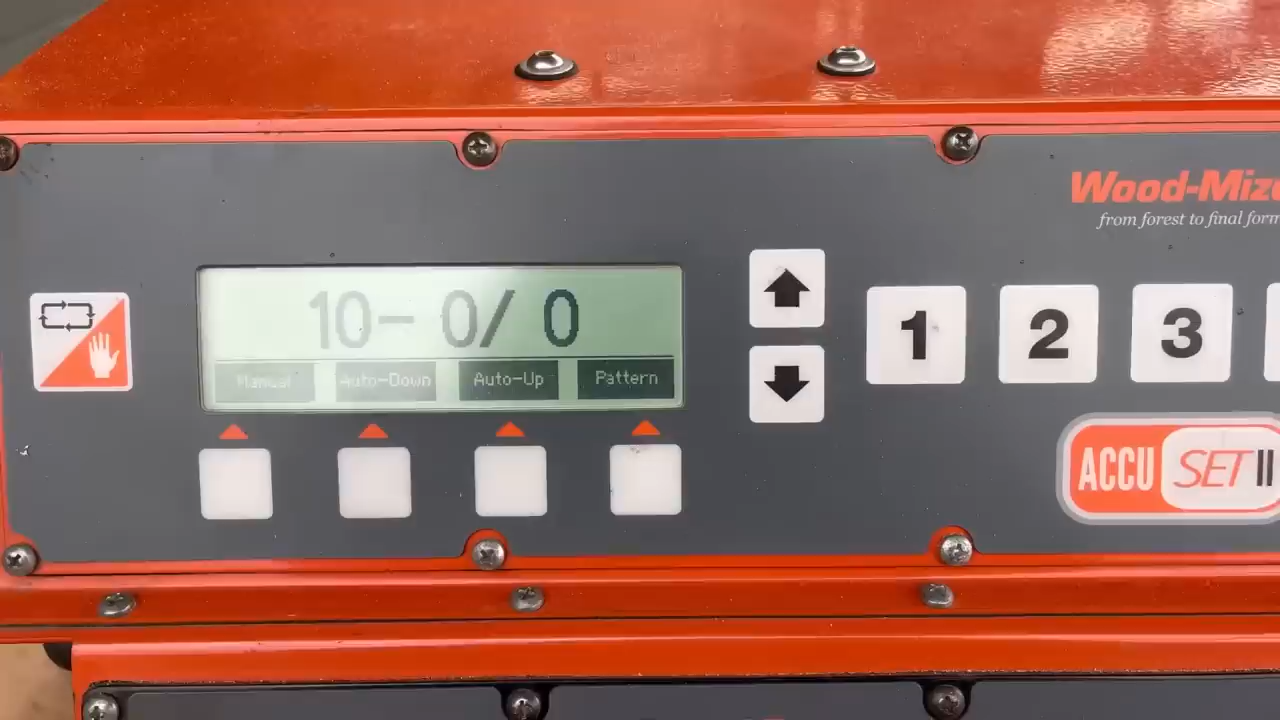 Wood-Mize
from forest to final form
10- 0/ 0
Manual Auto-Down Auto-Up Pattern
1 2 3
ACCU SET II